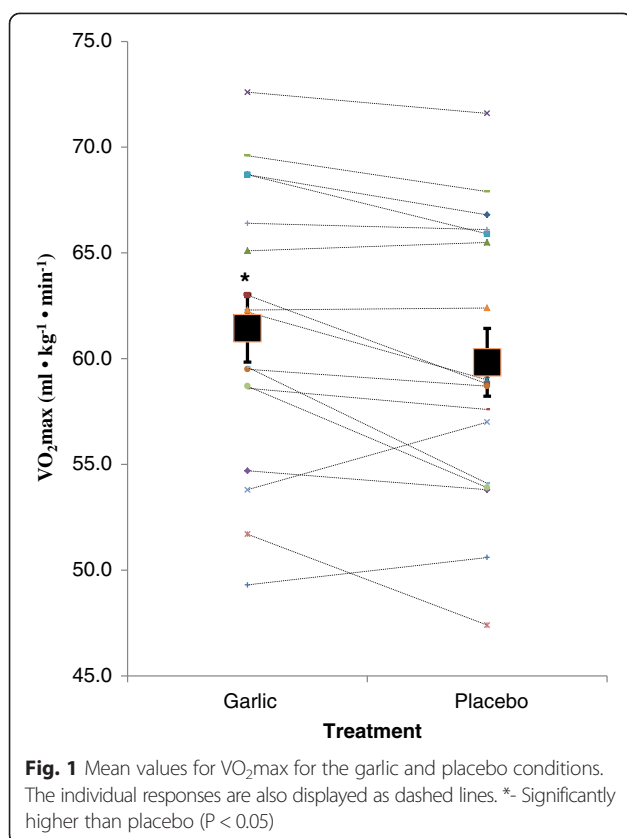 75.0
70.0
65.0
60.0
55.0
50.0
45.0
VO₂max (ml • kg⁻¹ • min⁻¹)
*
Garlic Placebo
Treatment
Fig. 1 Mean values for VO₂max for the garlic and placebo conditions.
The individual responses are also displayed as dashed lines. *- Significantly
higher than placebo (P < 0.05)